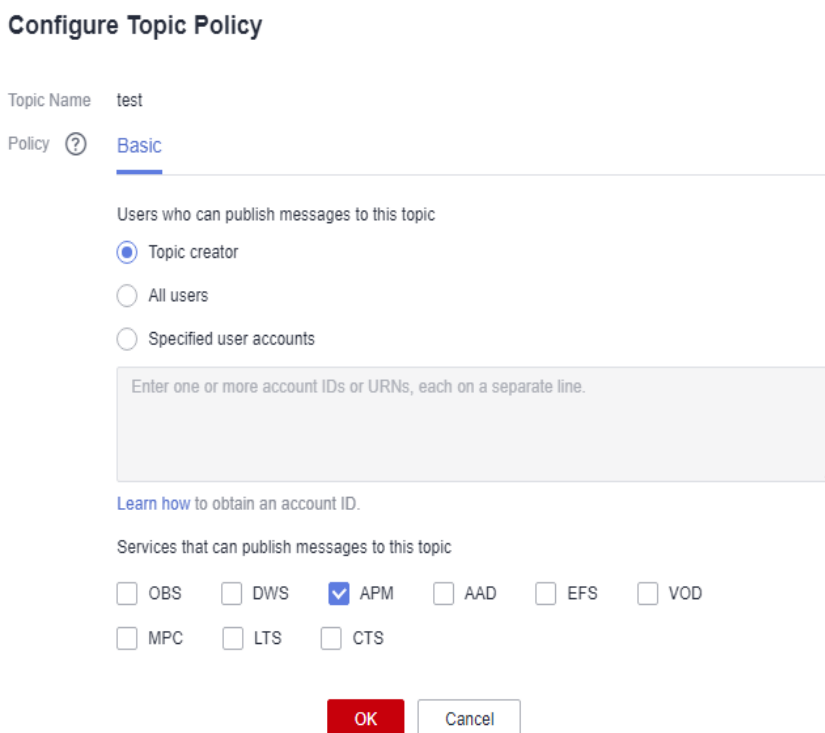 Configure Topic Policy
Topic Name test
Policy ? Basic
Users who can publish messages to this topic
Topic creator
All users
Specified user accounts
Enter one or more account IDs or URNs, each on a separate line.
Learn how to obtain an account ID.
Services that can publish messages to this topic
OBS DWS APM AAD EFS VOD
MPC LTS CTS
OK Cancel